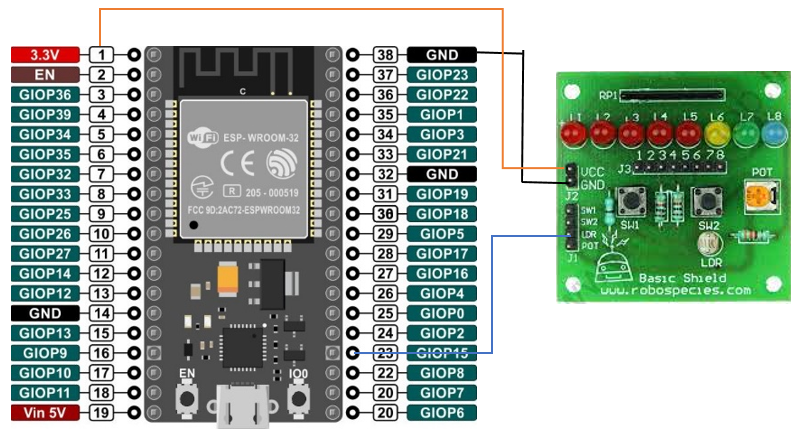 3.3V 1
EN 2
GIOP36 3
GIOP39 4
GIOP34 5
GIOP35 6
GIOP32 7
GIOP33 8
GIOP25 9
GIOP26 10
GIOP27 11
GIOP14 12
GIOP12 13
GND 14
GIOP13 15
GIOP9 16
GIOP10 17
GIOP11 18
Vin 5V 19
C
WiFi ESP-WROOM-32
CE
R 205-000519
FCC 9D:2AC72-ESPWROOM32
EN
IO0
38 GND
37 GIOP23
36 GIOP22
35 GIOP1
34 GIOP3
33 GIOP21
32 GND
31 GIOP19
30 GIOP18
29 GIOP5
28 GIOP17
27 GIOP16
26 GIOP4
25 GIOP0
24 GIOP2
23 GIOP15
22 GIOP8
20 GIOP7
20 GIOP6
RP1
L1 L2 L3 L4 L5 L6 L7 L8
1 2 3 4 5 6 7 8
J3
VCC
GND
J2
POT
SW1
SW2
LDR
POT
J1
SW1
SW2
LDR
Basic Shield
www.robospecies.com